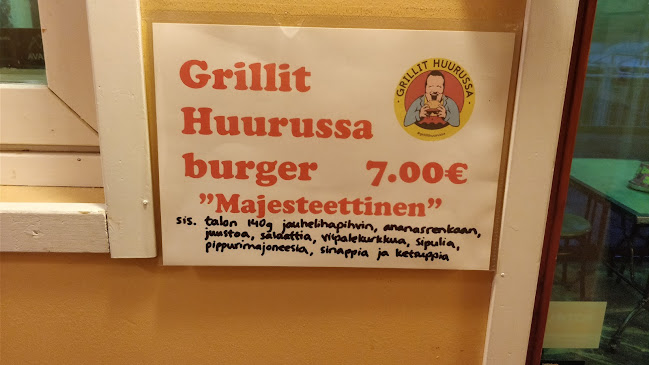 Grillit
Huurussa
burger 7.00€
"Majesteettinen"
sis. talon 140g jauhelihapihvin, ananasrenkaan,
juustoa, salaattia, viipalekurkkua, sipulia,
pippurimajoneesia, sinappia ja ketsuppia
GRILLIT HUURUSSA